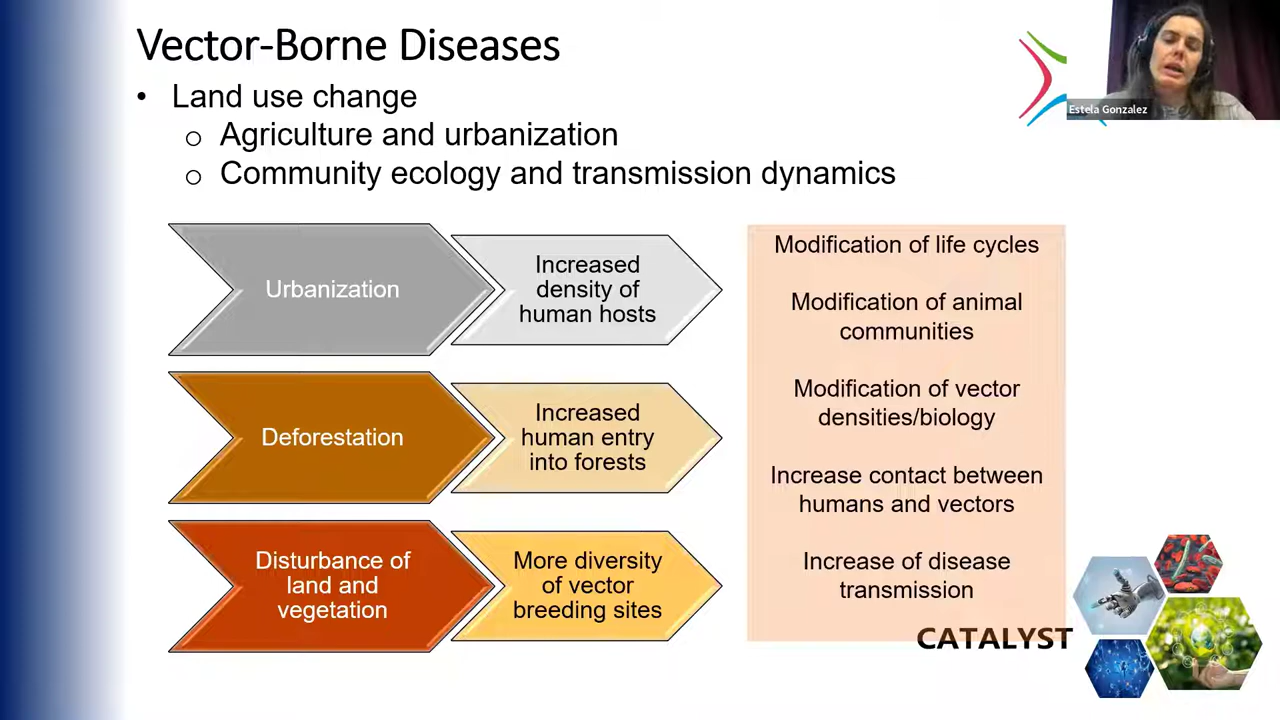 Vector-Borne Diseases
• Land use change
o Agriculture and urbanization
o Community ecology and transmission dynamics
Estela Gonzalez
Urbanization
Increased
density of
human hosts
Deforestation
Increased
human entry
into forests
Disturbance of
land and
vegetation
More diversity
of vector
breeding sites
Modification of life cycles
Modification of animal
communities
Modification of vector
densities/biology
Increase contact between
humans and vectors
Increase of disease
transmission
CATALYST